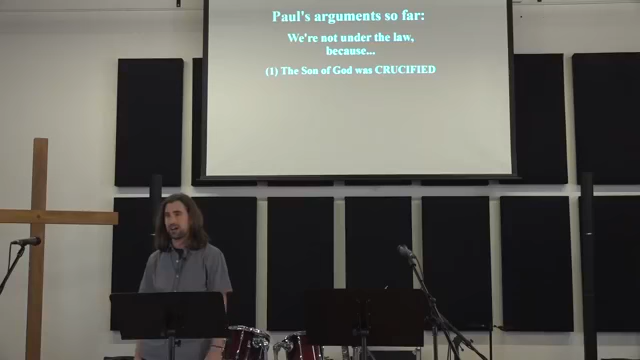 Paul's arguments so far:
We're not under the law,
because...
(1) The Son of God was CRUCIFIED